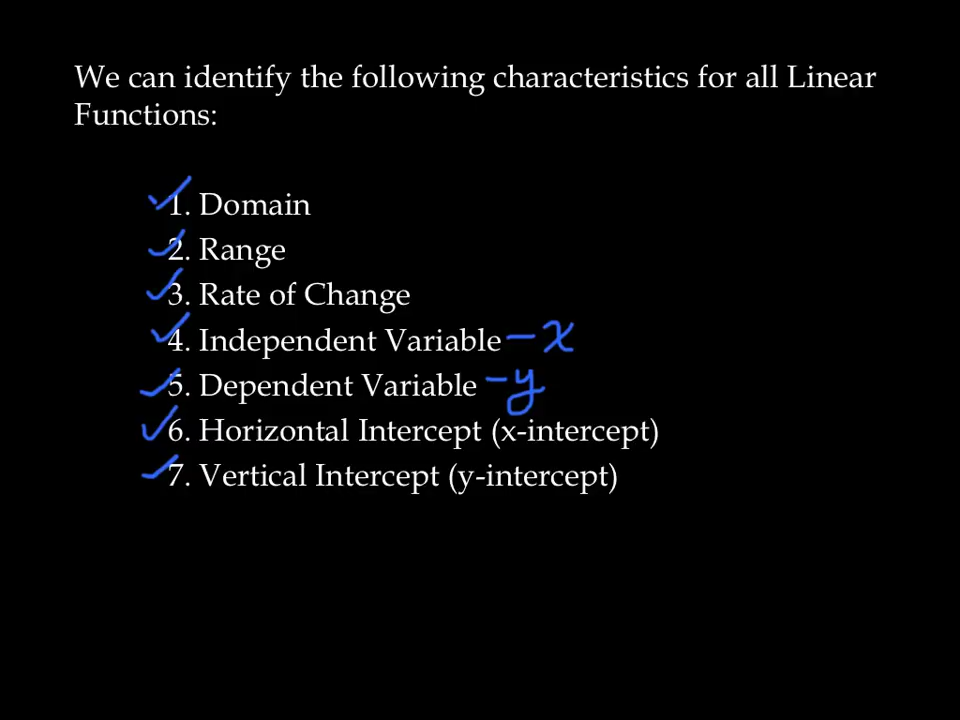 We can identify the following characteristics for all Linear
Functions:
1. Domain
2. Range
3. Rate of Change
4. Independent Variable – x
5. Dependent Variable – y
6. Horizontal Intercept (x-intercept)
7. Vertical Intercept (y-intercept)